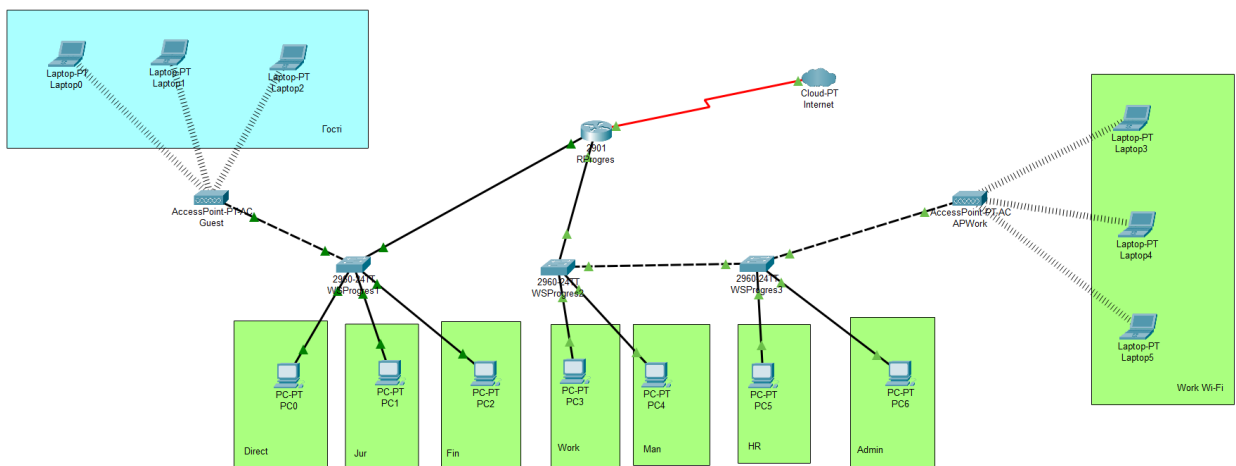 Laptop-PT
Laptop0
Laptop-PT
Laptop1
Laptop-PT
Laptop2
Гості
Cloud-PT
Internet
2901
RProgres
AccessPoint-PT-AC
Guest
AccessPoint-PT-AC
APWork
Laptop-PT
Laptop3
Laptop-PT
Laptop4
Laptop-PT
Laptop5
Work Wi-Fi
2960-24TT
WSProgres1
2960-24TT
WSProgres2
2960-24TT
WSProgres3
PC-PT
PC0
Direct
PC-PT
PC1
Jur
PC-PT
PC2
Fin
PC-PT
PC3
Work
PC-PT
PC4
Man
PC-PT
PC5
HR
PC-PT
PC6
Admin